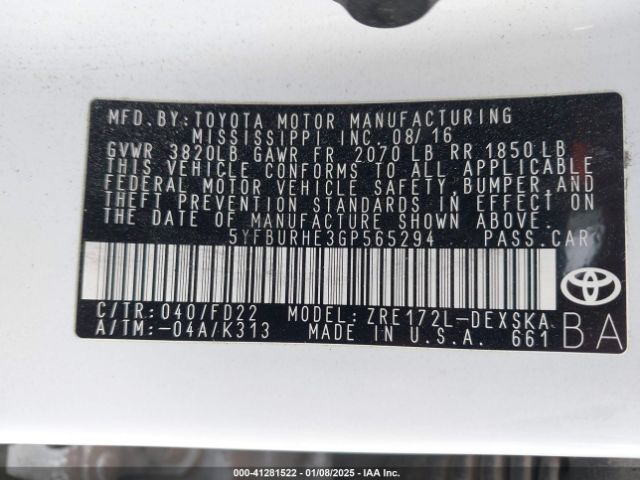 MFD. BY: TOYOTA MOTOR MANUFACTURING
MISSISSIPPI INC. 08/16
GVWR 3820LB GAWR FR 2070 LB RR 1850 LB
THIS VEHICLE CONFORMS TO ALL APPLICABLE
FEDERAL MOTOR VEHICLE SAFETY, BUMPER, AND
THEFT PREVENTION STANDARDS IN EFFECT ON
THE DATE OF MANUFACTURE SHOWN ABOVE.
5YFBURHE3GP565294 PASS.CAR
C/TR: 040/FD22 MODEL: ZRE172L-DEXSKA
A/TM: -04A/K313 MADE IN U.S.A. 661
BA
000-41281522 | 01/08/2025 | IAA Holdings, LLC